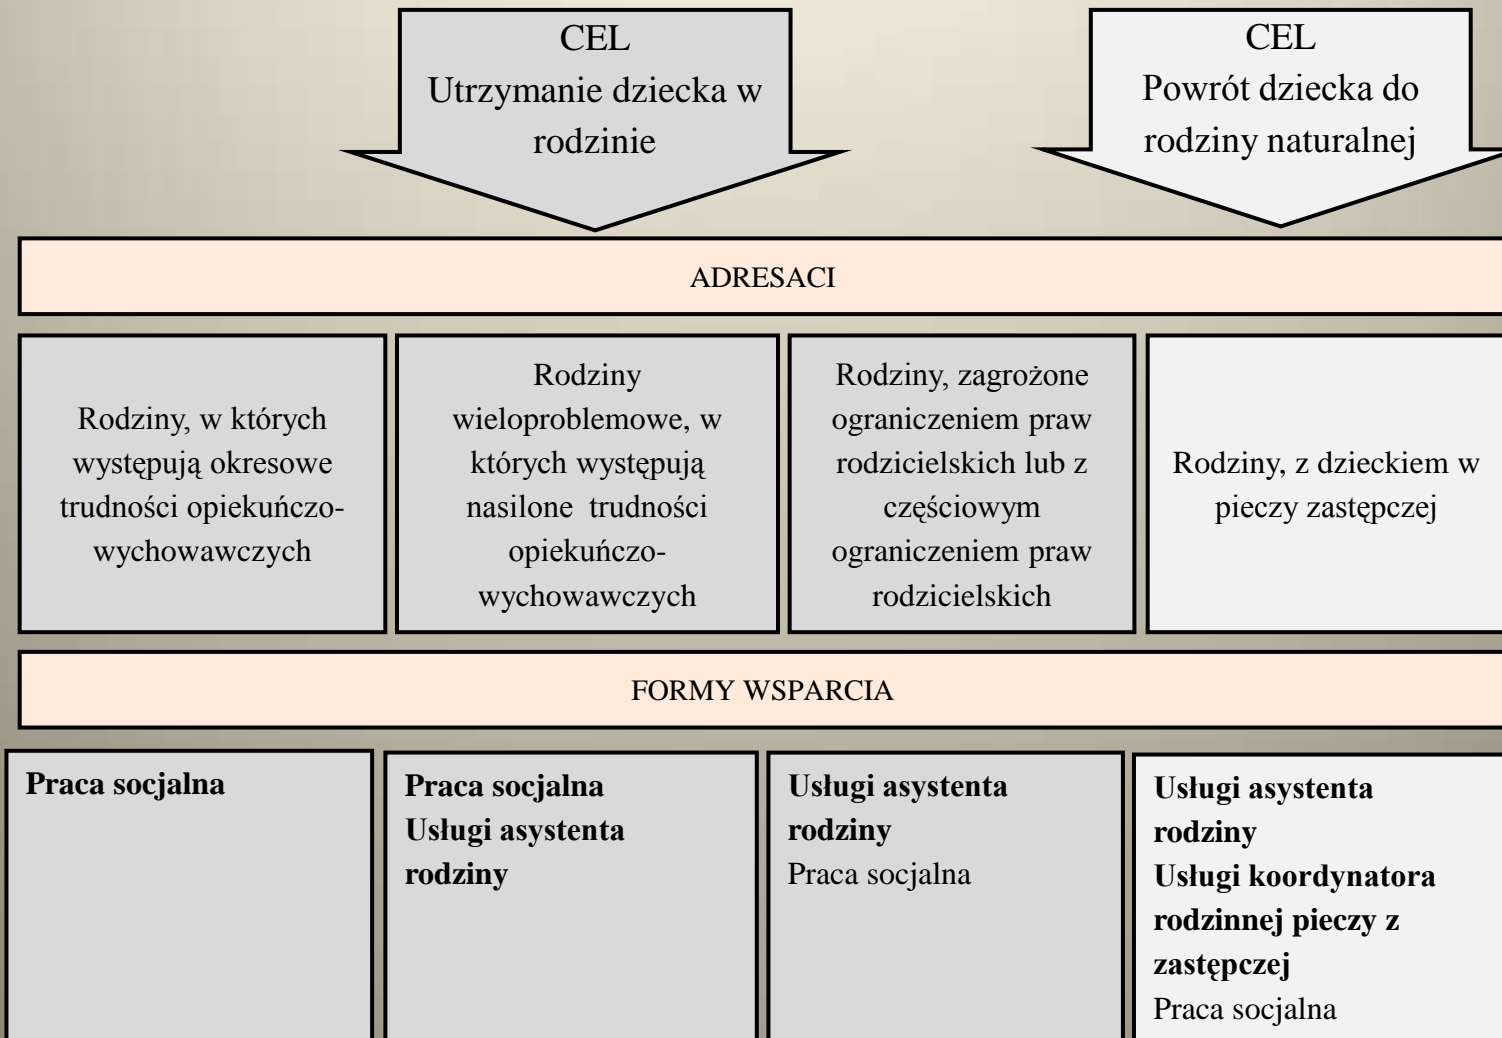 CEL
Utrzymanie dziecka w
rodzinie
CEL
Powrót dziecka do
rodziny naturalnej
ADRESACI
Rodziny, w których
występują okresowe
trudności opiekuńczo-
wychowawczych
Rodziny
wieloproblemowe, w
których występują
nasilone  trudności
opiekuńczo-
wychowawczych
Rodziny, zagrożone
ograniczeniem praw
rodzicielskich lub z
częściowym
ograniczeniem praw
rodzicielskich
Rodziny, z dzieckiem w
pieczy zastępczej
FORMY WSPARCIA
Praca socjalna
Praca socjalna
Usługi asystenta
rodziny
Usługi asystenta
rodziny
Praca socjalna
Usługi asystenta
rodziny
Usługi koordynatora
rodzinnej pieczy z
zastępczej
Praca socjalna